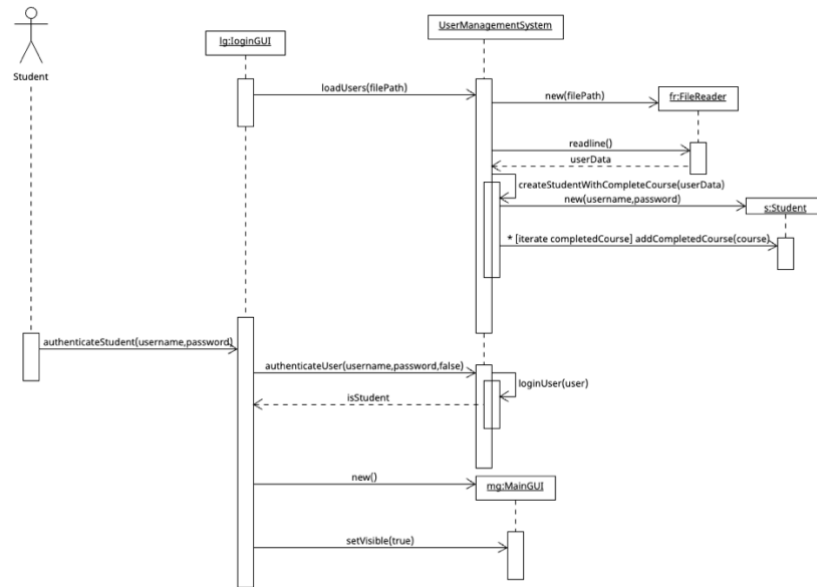 UserManagementSystem
lg:loginGUI
Student
loadUsers(filePath)
new(filePath)
fr:FileReader
readline()
userData
createStudentWithCompleteCourse(userData)
new(username,password)
s:Student
* [iterate completedCourse] addCompletedCourse(course)
authenticateStudent(username,password)
authenticateUser(username,password,false)
loginUser(user)
isStudent
new()
mg:MainGUI
setVisible(true)